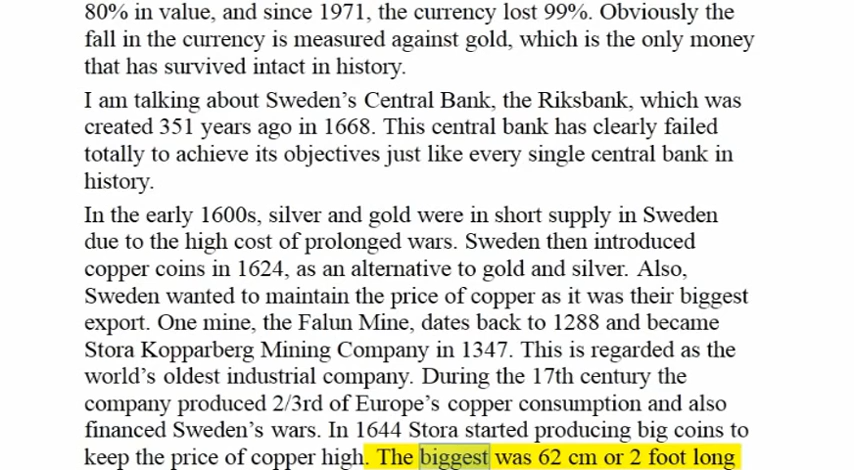 80% in value, and since 1971, the currency lost 99%. Obviously the
fall in the currency is measured against gold, which is the only money
that has survived intact in history.
I am talking about Sweden’s Central Bank, the Riksbank, which was
created 351 years ago in 1668. This central bank has clearly failed
totally to achieve its objectives just like every single central bank in
history.
In the early 1600s, silver and gold were in short supply in Sweden
due to the high cost of prolonged wars. Sweden then introduced
copper coins in 1624, as an alternative to gold and silver. Also,
Sweden wanted to maintain the price of copper as it was their biggest
export. One mine, the Falun Mine, dates back to 1288 and became
Stora Kopparberg Mining Company in 1347. This is regarded as the
world’s oldest industrial company. During the 17th century the
company produced 2/3rd of Europe’s copper consumption and also
financed Sweden’s wars. In 1644 Stora started producing big coins to
keep the price of copper high. The biggest was 62 cm or 2 foot long